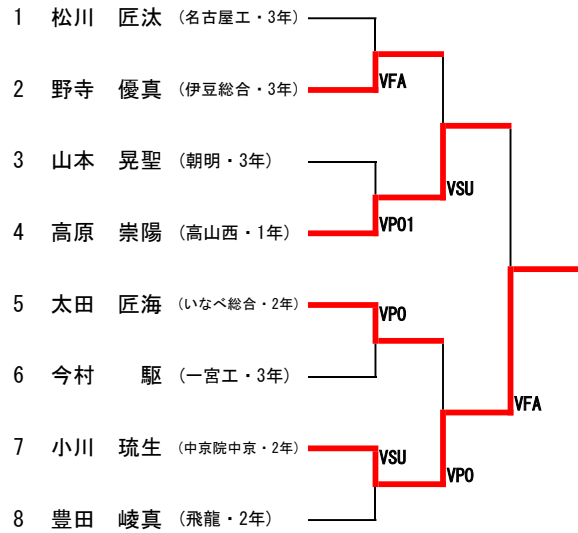 1 松川 匠汰 (名古屋工・3年)
VFA
2 野寺 優真 (伊豆総合・3年)
3 山本 晃聖 (朝明・3年)
VSU
VPO1
4 高原 崇陽 (高山西・1年)
5 太田 匠海 (いなべ総合・2年)
VPO
6 今村 駆 (一宮工・3年)
VFA
7 小川 琉生 (中京院中京・2年)
VSU
VPO
8 豊田 崚真 (飛龍・2年)